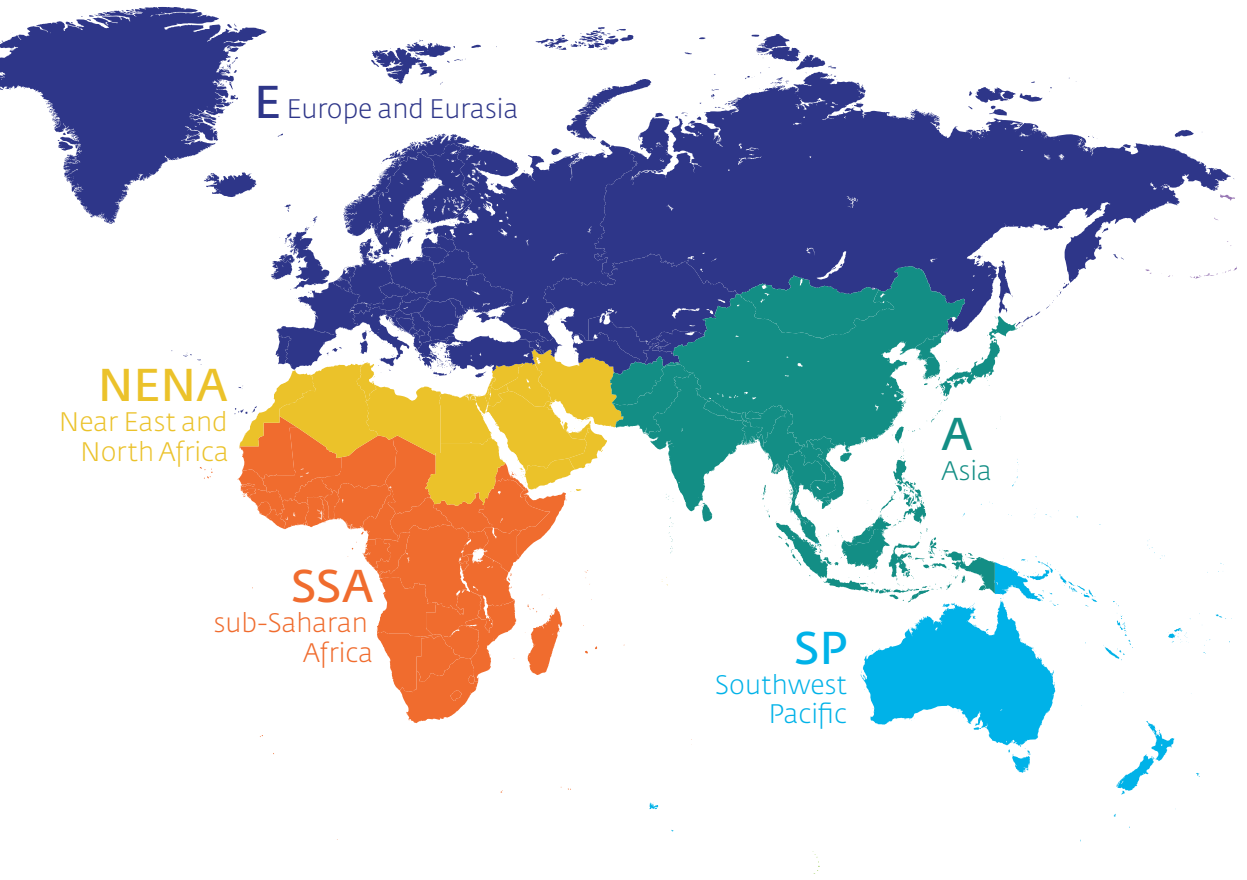 E Europe and Eurasia
NENA
Near East and
North Africa
A
Asia
SSA
sub-Saharan
Africa
SP
Southwest
Pacific